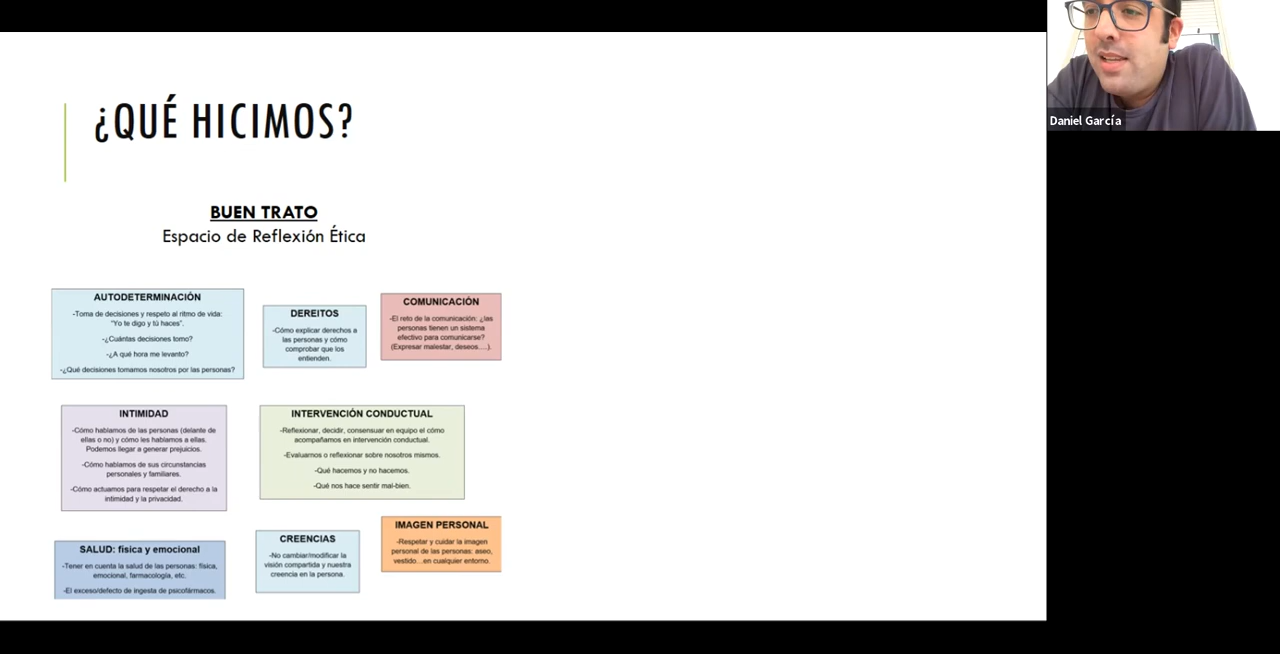 ¿QUÉ HICIMOS?
BUEN TRATO
Espacio de Reflexión Ética
AUTODETERMINACIÓN
-Toma de decisiones y respeto al ritmo de vida:
“Yo te digo y tú haces”.
-¿Cuántas decisiones tomo?
-¿A qué hora me levanto?
-¿Qué decisiones tomamos nosotros por las personas?
DEREITOS
-Cómo explicar derechos a
las personas y cómo
comprobar que los
entienden.
COMUNICACIÓN
-El reto de la comunicación: ¿las
personas tienen un sistema
efectivo para comunicarse?
(Expresar malestar, deseos….).
INTIMIDAD
-Cómo hablamos de las personas (delante de
ellas o no) y cómo les hablamos a ellas.
Podemos llegar a generar prejuicios.
-Cómo hablamos de sus circunstancias
personales y familiares.
-Cómo actuamos para respetar el derecho a la
intimidad y la privacidad.
INTERVENCIÓN CONDUCTUAL
-Reflexionar, decidir, consensuar en equipo el cómo
acompañamos en intervención conductual.
-Evaluarnos o reflexionar sobre nosotros mismos.
-Qué hacemos y no hacemos.
-Qué nos hace sentir mal-bien.
SALUD: física y emocional
-Tener en cuenta la salud de las personas: física,
emocional, farmacología, etc.
-El exceso/defecto de ingesta de psicofármacos.
CREENCIAS
-No cambiar/modificar la
visión compartida y nuestra
creencia en la persona.
IMAGEN PERSONAL
-Respetar y cuidar la imagen
personal de las personas: aseo,
vestido…en cualquier entorno.
Daniel García